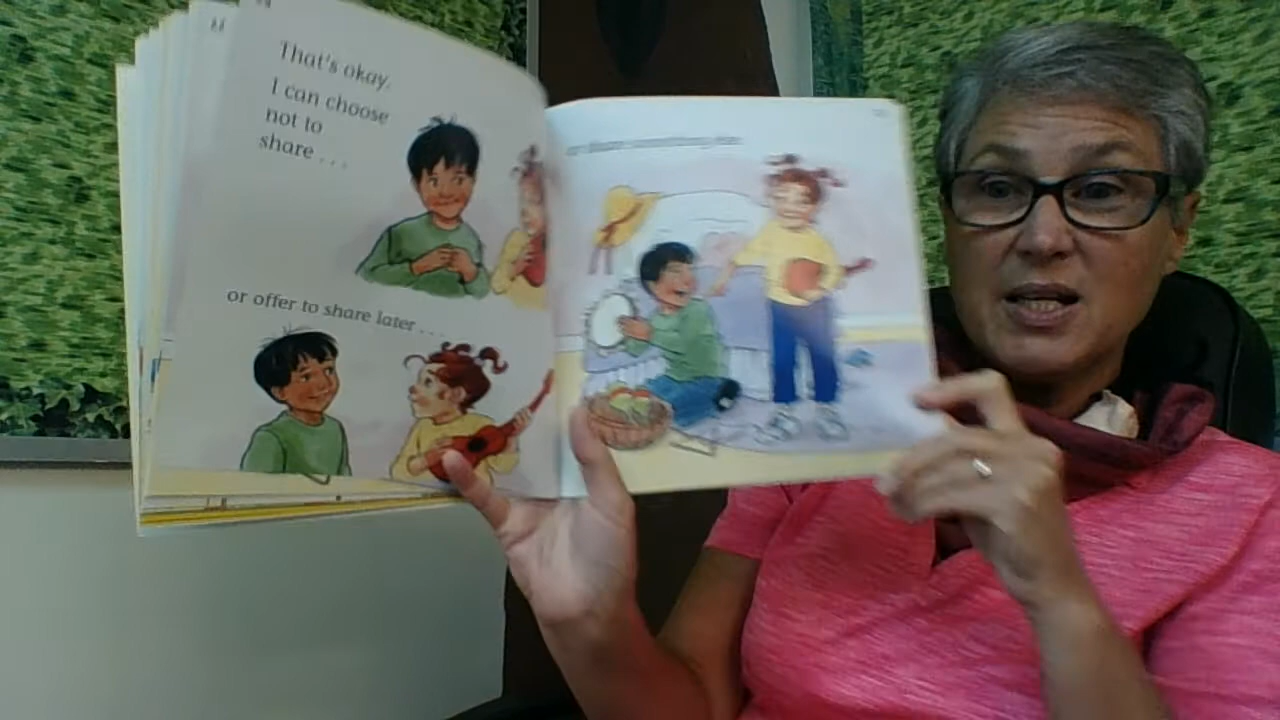 That's okay.
I can choose
not to
share . . .
or offer to share later . . .